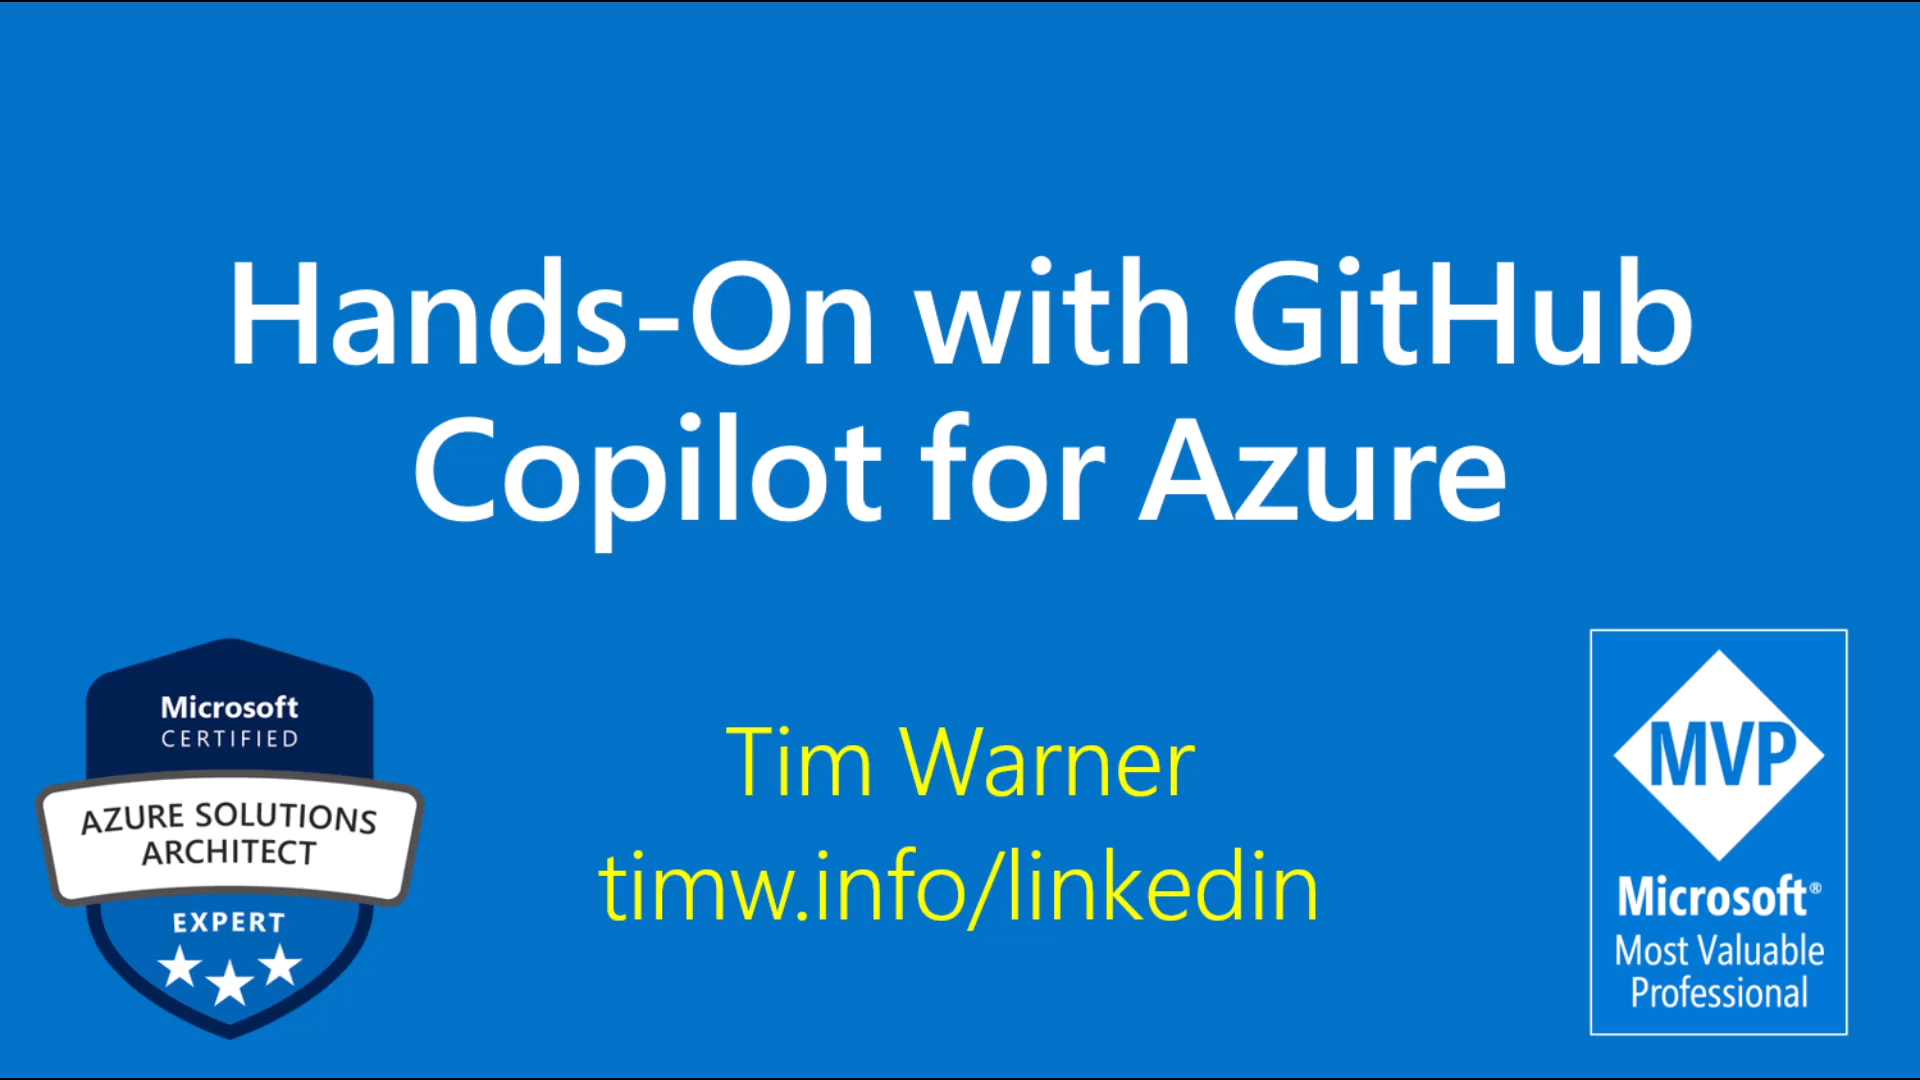 Hands-On with GitHub
Copilot for Azure
Tim Warner
timw.info/linkedin
Microsoft
CERTIFIED
AZURE SOLUTIONS
ARCHITECT
EXPERT
MVP
Microsoft®
Most Valuable
Professional